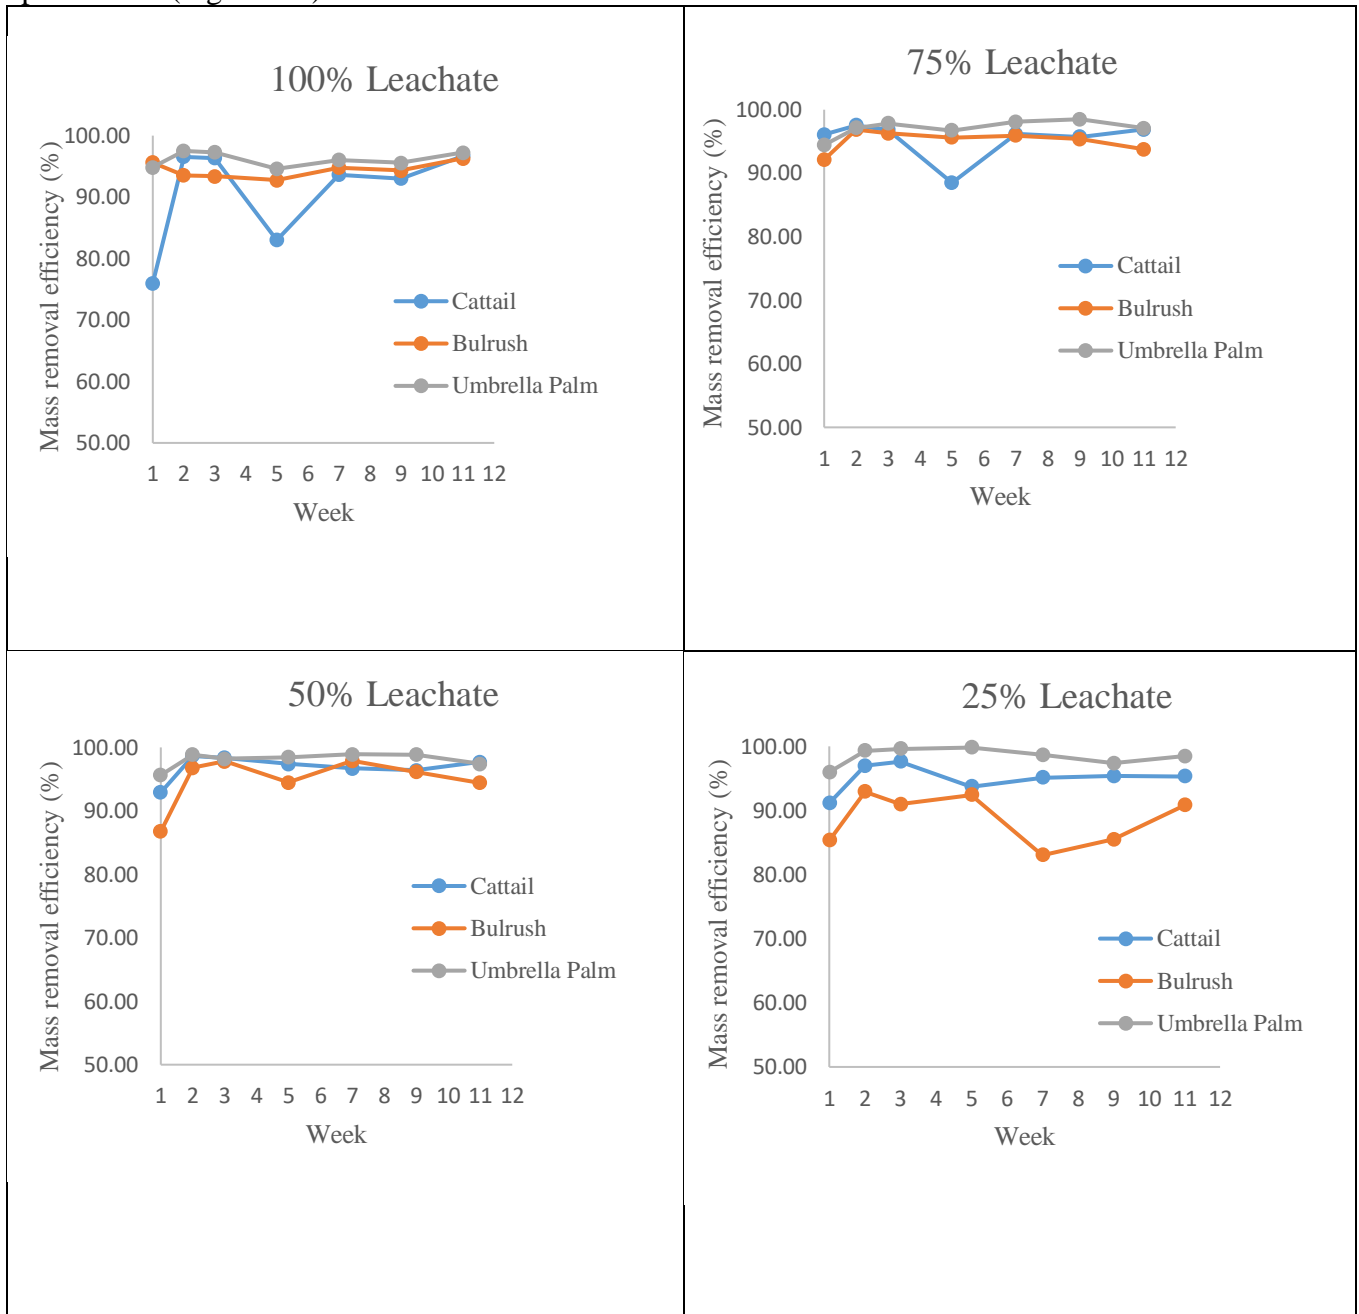 100% Leachate
Mass removal efficiency (%)
100.00
90.00
80.00
70.00
60.00
50.00
Cattail
Bulrush
Umbrella Palm
1 2 3 4 5 6 7 8 9 10 11 12
Week
75% Leachate
Mass removal efficiency (%)
100.00
90.00
80.00
70.00
60.00
50.00
Cattail
Bulrush
Umbrella Palm
1 2 3 4 5 6 7 8 9 10 11 12
Week
50% Leachate
Mass removal efficiency (%)
100.00
90.00
80.00
70.00
60.00
50.00
Cattail
Bulrush
Umbrella Palm
1 2 3 4 5 6 7 8 9 10 11 12
Week
25% Leachate
Mass removal efficiency (%)
100.00
90.00
80.00
70.00
60.00
50.00
Cattail
Bulrush
Umbrella Palm
1 2 3 4 5 6 7 8 9 10 11 12
Week